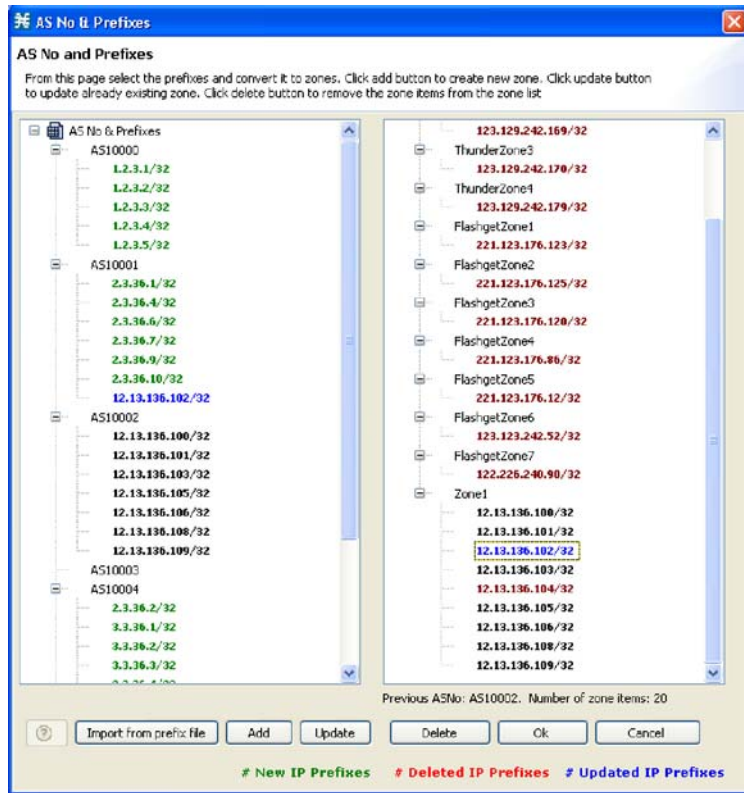 AS No & Prefixes
AS No and Prefixes
From this page select the prefixes and convert it to zones. Click add button to create new zone. Click update button
to update already existing zone. Click delete button to remove the zone items from the zone list
AS No & Prefixes
AS10000
1.2.3.1/32
1.2.3.2/32
1.2.3.3/32
1.2.3.4/32
1.2.3.5/32
AS10001
2.3.36.1/32
2.3.36.4/32
2.3.36.6/32
2.3.36.7/32
2.3.36.9/32
2.3.36.10/32
12.13.136.102/32
AS10002
12.13.136.100/32
12.13.136.101/32
12.13.136.103/32
12.13.136.105/32
12.13.136.106/32
12.13.136.108/32
12.13.136.109/32
AS10003
AS10004
2.3.36.2/32
3.3.36.1/32
3.3.36.2/32
3.3.36.3/32
123.129.242.169/32
ThunderZone3
123.129.242.170/32
ThunderZone4
123.129.242.179/32
FlashgetZone1
221.123.176.123/32
FlashgetZone2
221.123.176.125/32
FlashgetZone3
221.123.176.120/32
FlashgetZone4
221.123.176.86/32
FlashgetZone5
221.123.176.12/32
FlashgetZone6
123.123.242.52/32
FlashgetZone7
122.226.240.90/32
Zone1
12.13.136.100/32
12.13.136.101/32
12.13.136.102/32
12.13.136.103/32
12.13.136.104/32
12.13.136.105/32
12.13.136.106/32
12.13.136.108/32
12.13.136.109/32
Previous ASNo: AS10002. Number of zone items: 20
? Import from prefix file Add Update Delete Ok Cancel
# New IP Prefixes # Deleted IP Prefixes # Updated IP Prefixes